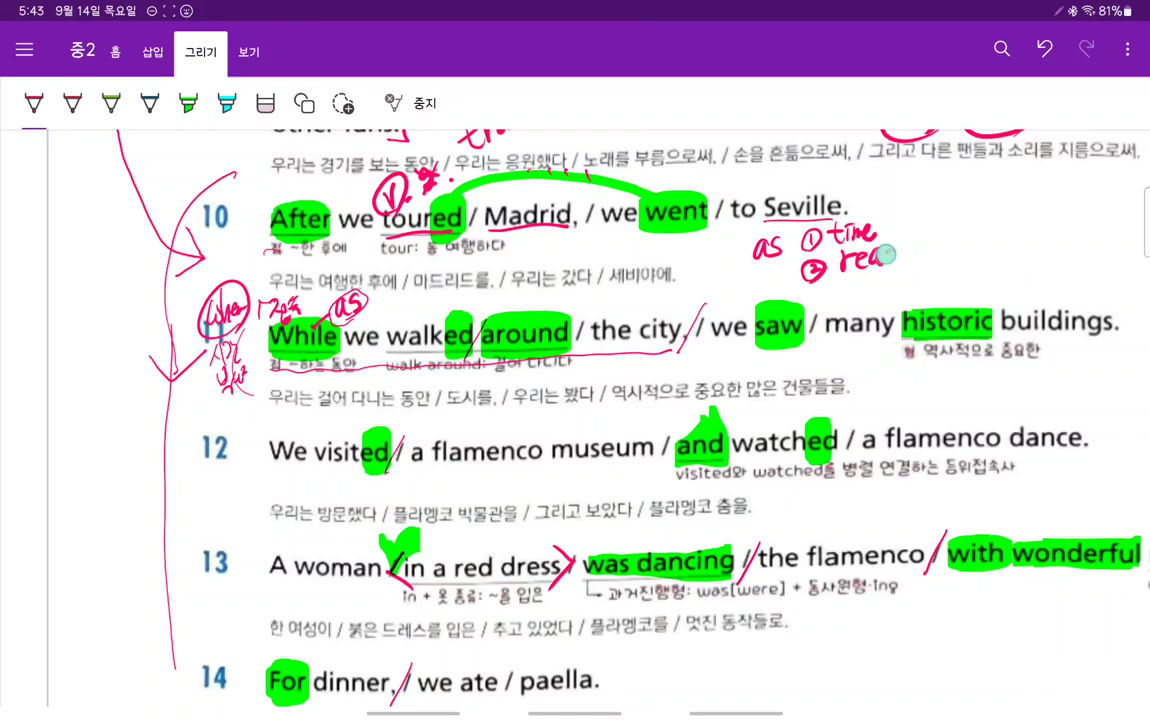 5:43 9월 14일 목요일 81%
중2 홈 삽입 그리기 보기
중지
우리는 경기를 보는 동안 / 우리는 응원했다 / 노래를 부름으로써, / 손을 흔듦으로써, / 그리고 다른 팬들과 소리를 지름으로써.
10 After we toured / Madrid, / we went / to Seville.
접 ~한 후에 tour: 동 여행하다
as ① time
② rea
우리는 여행한 후에 / 마드리드를, / 우리는 갔다 / 세비야에.
when as
11 While we walked around / the city, / we saw / many historic buildings.
접 ~하는 동안 walk around: 걸어 다니다 형 역사적으로 중요한
우리는 걸어 다니는 동안 / 도시를, / 우리는 봤다 / 역사적으로 중요한 많은 건물들을.
12 We visited / a flamenco museum / and watched / a flamenco dance.
visited와 watched를 병렬 연결하는 등위접속사
우리는 방문했다 / 플라멩코 박물관을 / 그리고 보았다 / 플라멩코 춤을.
13 A woman / in a red dress / was dancing / the flamenco / with wonderful
in + 옷 종류: ~을 입은 과거진행형: was[were] + 동사원형-ing
한 여성이 / 붉은 드레스를 입은 / 추고 있었다 / 플라멩코를 / 멋진 동작들로.
14 For dinner, / we ate / paella.